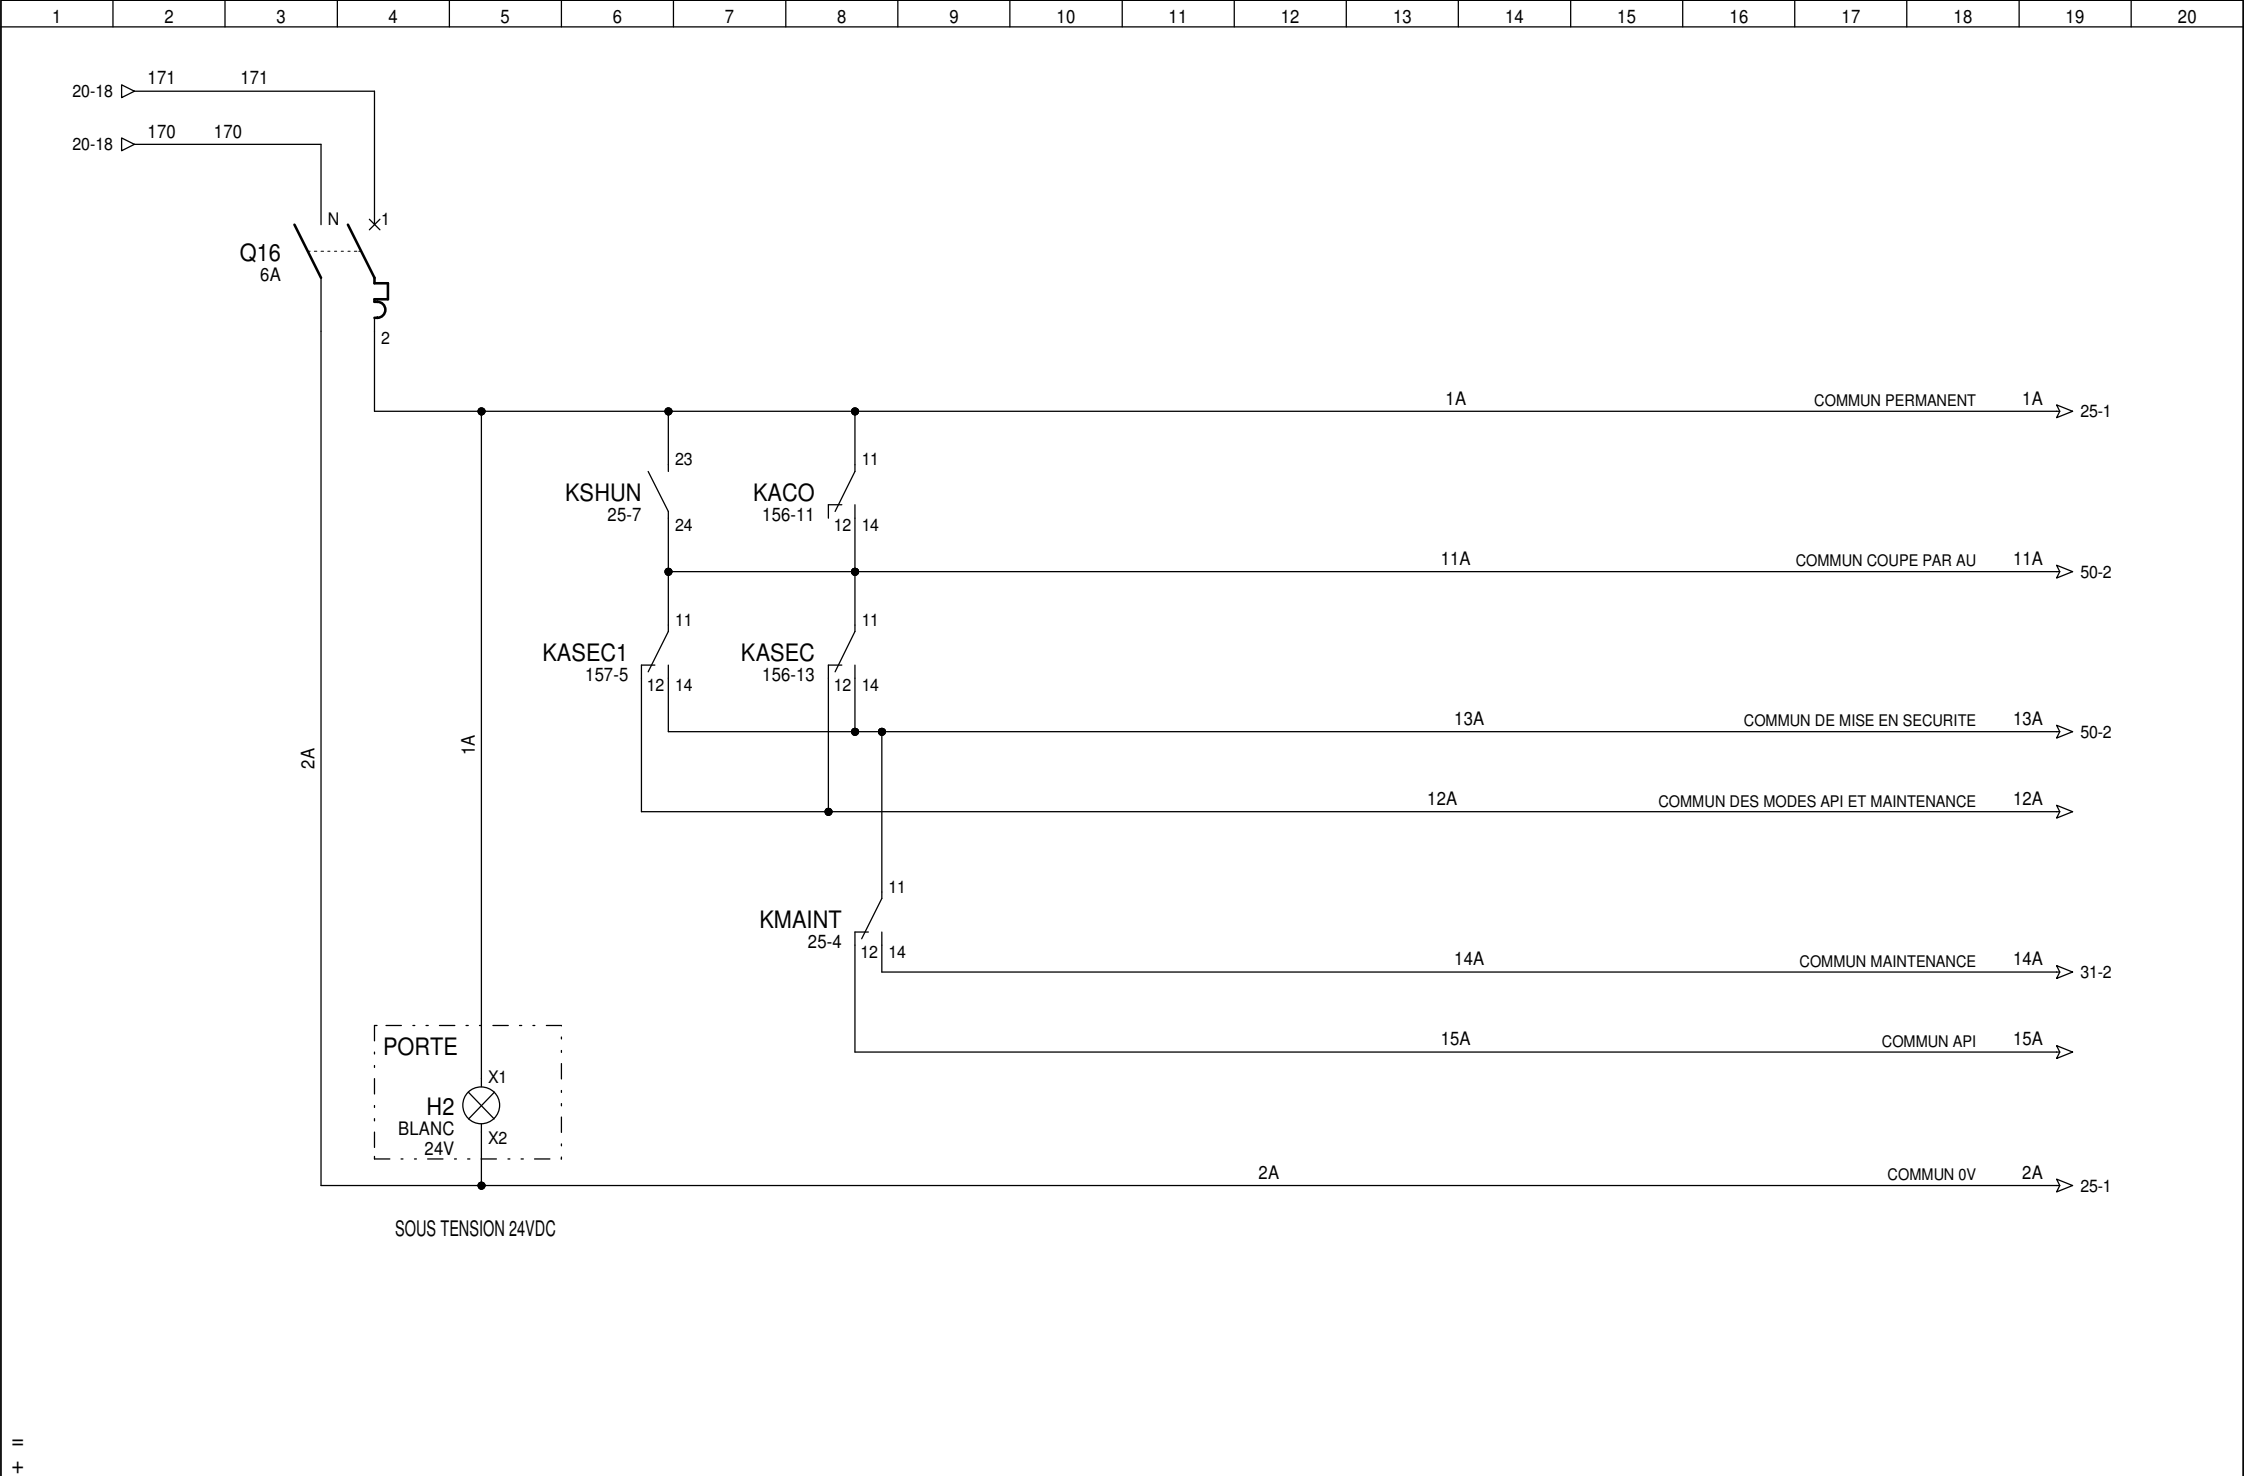 1 2 3 4 5 6 7 8 9 10 11 12 13 14 15 16 17 18 19 20
171 171
20-18
170 170
20-18
N 1
Q16
6A
2
1A COMMUN PERMANENT 1A
25-1
23 11
KSHUN KACO
25-7 156-11
24 12 14
11A COMMUN COUPE PAR AU 11A
50-2
11 11
KASEC1 KASEC
157-5 156-13
12 14 12 14
13A COMMUN DE MISE EN SECURITE 13A
50-2
2A 1A
12A COMMUN DES MODES API ET MAINTENANCE 12A
11
KMAINT
25-4
12 14
14A COMMUN MAINTENANCE 14A
31-2
15A COMMUN API 15A
PORTE
X1
H2
BLANC
24V
X2
2A COMMUN 0V 2A
25-1
SOUS TENSION 24VDC
=
+